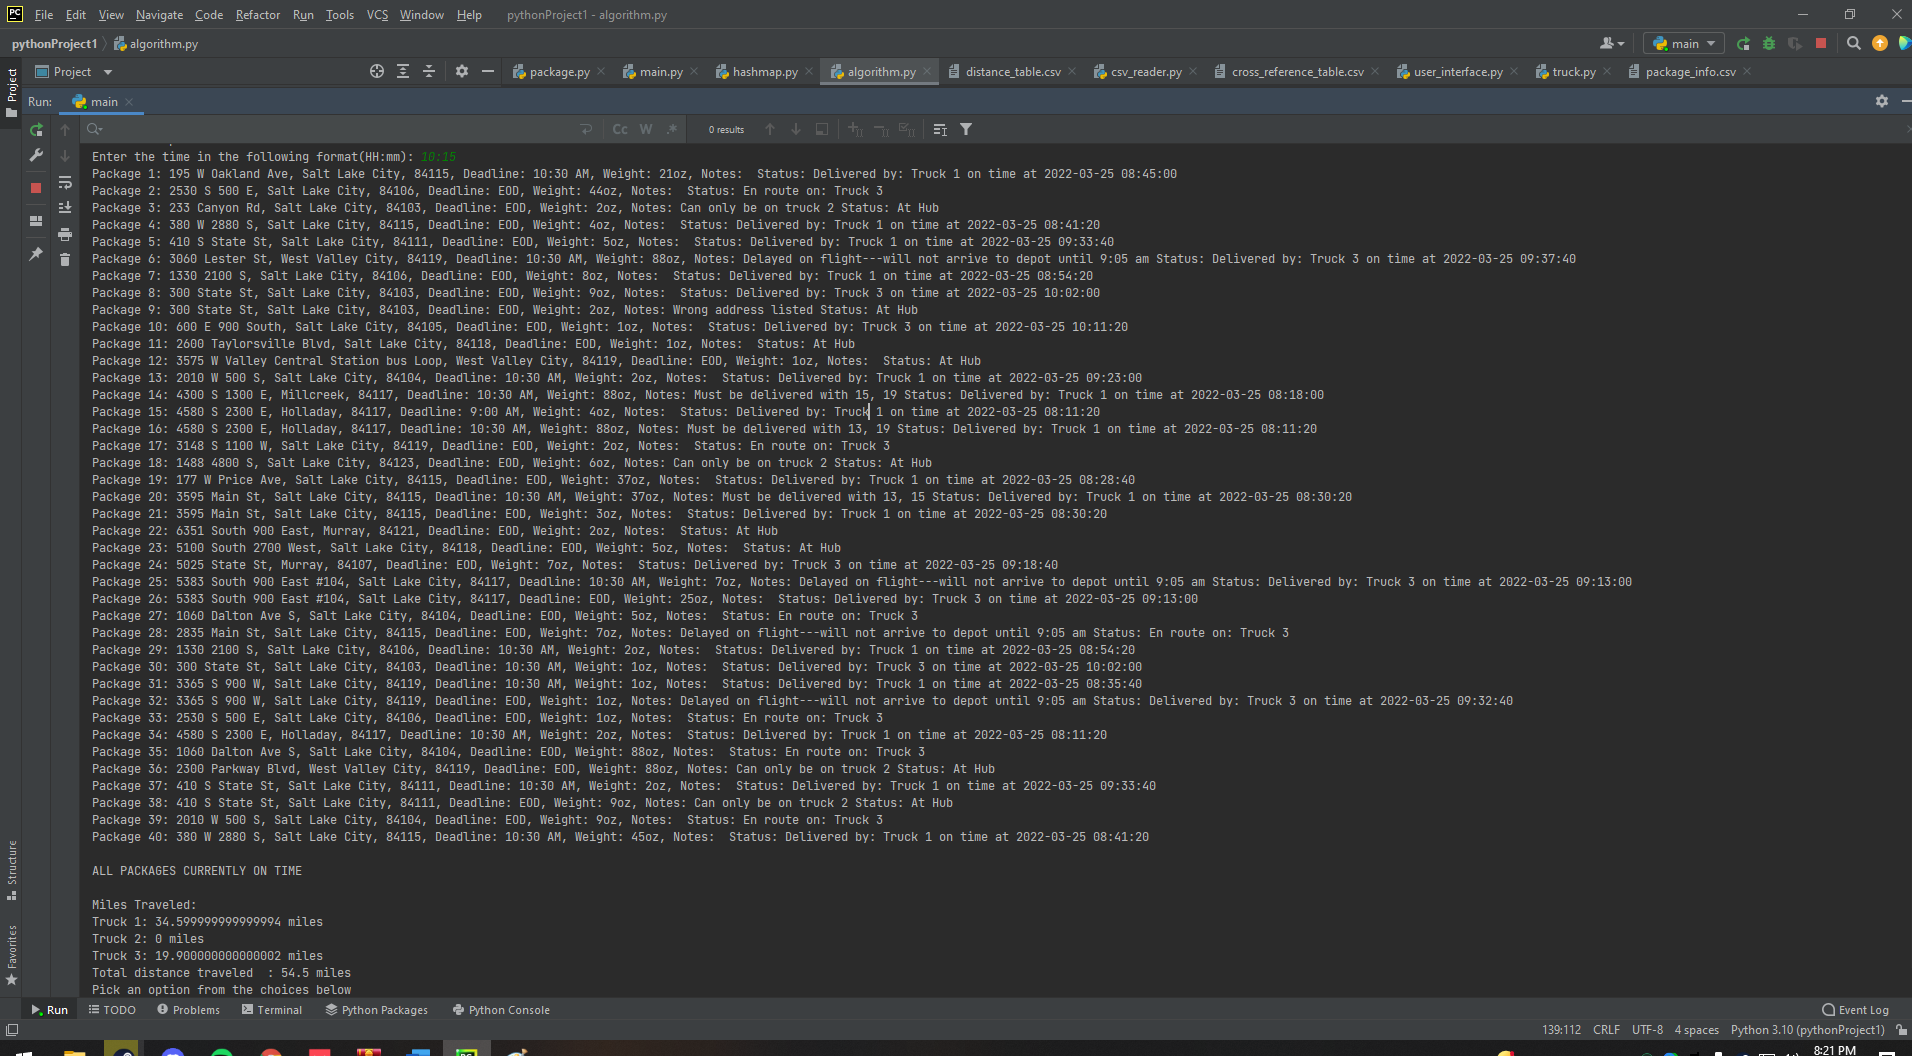 File Edit View Navigate Code Refactor Run Tools VCS Window Help pythonProject1 - algorithm.py
pythonProject1 algorithm.py main
Project package.py main.py hashmap.py algorithm.py distance_table.csv csv_reader.py cross_reference_table.csv user_interface.py truck.py package_info.csv
Project
Run: main
Cc W .* 0 results
Enter the time in the following format(HH:mm): 10:15
Package 1: 195 W Oakland Ave, Salt Lake City, 84115, Deadline: 10:30 AM, Weight: 21oz, Notes:  Status: Delivered by: Truck 1 on time at 2022-03-25 08:45:00
Package 2: 2530 S 500 E, Salt Lake City, 84106, Deadline: EOD, Weight: 44oz, Notes:  Status: En route on: Truck 3
Package 3: 233 Canyon Rd, Salt Lake City, 84103, Deadline: EOD, Weight: 2oz, Notes: Can only be on truck 2 Status: At Hub
Package 4: 380 W 2880 S, Salt Lake City, 84115, Deadline: EOD, Weight: 4oz, Notes:  Status: Delivered by: Truck 1 on time at 2022-03-25 08:41:20
Package 5: 410 S State St, Salt Lake City, 84111, Deadline: EOD, Weight: 5oz, Notes:  Status: Delivered by: Truck 1 on time at 2022-03-25 09:33:40
Package 6: 3060 Lester St, West Valley City, 84119, Deadline: 10:30 AM, Weight: 88oz, Notes: Delayed on flight---will not arrive to depot until 9:05 am Status: Delivered by: Truck 3 on time at 2022-03-25 09:37:40
Package 7: 1330 2100 S, Salt Lake City, 84106, Deadline: EOD, Weight: 8oz, Notes:  Status: Delivered by: Truck 1 on time at 2022-03-25 08:54:20
Package 8: 300 State St, Salt Lake City, 84103, Deadline: EOD, Weight: 9oz, Notes:  Status: Delivered by: Truck 3 on time at 2022-03-25 10:02:00
Package 9: 300 State St, Salt Lake City, 84103, Deadline: EOD, Weight: 2oz, Notes: Wrong address listed Status: At Hub
Package 10: 600 E 900 South, Salt Lake City, 84105, Deadline: EOD, Weight: 1oz, Notes:  Status: Delivered by: Truck 3 on time at 2022-03-25 10:11:20
Package 11: 2600 Taylorsville Blvd, Salt Lake City, 84118, Deadline: EOD, Weight: 1oz, Notes:  Status: At Hub
Package 12: 3575 W Valley Central Station bus Loop, West Valley City, 84119, Deadline: EOD, Weight: 1oz, Notes:  Status: At Hub
Package 13: 2010 W 500 S, Salt Lake City, 84104, Deadline: 10:30 AM, Weight: 2oz, Notes:  Status: Delivered by: Truck 1 on time at 2022-03-25 09:23:00
Package 14: 4300 S 1300 E, Millcreek, 84117, Deadline: 10:30 AM, Weight: 88oz, Notes: Must be delivered with 15, 19 Status: Delivered by: Truck 1 on time at 2022-03-25 08:18:00
Package 15: 4580 S 2300 E, Holladay, 84117, Deadline: 9:00 AM, Weight: 4oz, Notes:  Status: Delivered by: Truck 1 on time at 2022-03-25 08:11:20
Package 16: 4580 S 2300 E, Holladay, 84117, Deadline: 10:30 AM, Weight: 88oz, Notes: Must be delivered with 13, 19 Status: Delivered by: Truck 1 on time at 2022-03-25 08:11:20
Package 17: 3148 S 1100 W, Salt Lake City, 84119, Deadline: EOD, Weight: 2oz, Notes:  Status: En route on: Truck 3
Package 18: 1488 4800 S, Salt Lake City, 84123, Deadline: EOD, Weight: 6oz, Notes: Can only be on truck 2 Status: At Hub
Package 19: 177 W Price Ave, Salt Lake City, 84115, Deadline: EOD, Weight: 37oz, Notes:  Status: Delivered by: Truck 1 on time at 2022-03-25 08:28:40
Package 20: 3595 Main St, Salt Lake City, 84115, Deadline: 10:30 AM, Weight: 37oz, Notes: Must be delivered with 13, 15 Status: Delivered by: Truck 1 on time at 2022-03-25 08:30:20
Package 21: 3595 Main St, Salt Lake City, 84115, Deadline: EOD, Weight: 3oz, Notes:  Status: Delivered by: Truck 1 on time at 2022-03-25 08:30:20
Package 22: 6351 South 900 East, Murray, 84121, Deadline: EOD, Weight: 2oz, Notes:  Status: At Hub
Package 23: 5100 South 2700 West, Salt Lake City, 84118, Deadline: EOD, Weight: 5oz, Notes:  Status: At Hub
Package 24: 5025 State St, Murray, 84107, Deadline: EOD, Weight: 7oz, Notes:  Status: Delivered by: Truck 3 on time at 2022-03-25 09:18:40
Package 25: 5383 South 900 East #104, Salt Lake City, 84117, Deadline: 10:30 AM, Weight: 7oz, Notes: Delayed on flight---will not arrive to depot until 9:05 am Status: Delivered by: Truck 3 on time at 2022-03-25 09:13:00
Package 26: 5383 South 900 East #104, Salt Lake City, 84117, Deadline: EOD, Weight: 25oz, Notes:  Status: Delivered by: Truck 3 on time at 2022-03-25 09:13:00
Package 27: 1060 Dalton Ave S, Salt Lake City, 84104, Deadline: EOD, Weight: 5oz, Notes:  Status: En route on: Truck 3
Package 28: 2835 Main St, Salt Lake City, 84115, Deadline: EOD, Weight: 7oz, Notes: Delayed on flight---will not arrive to depot until 9:05 am Status: En route on: Truck 3
Package 29: 1330 2100 S, Salt Lake City, 84106, Deadline: 10:30 AM, Weight: 2oz, Notes:  Status: Delivered by: Truck 1 on time at 2022-03-25 08:54:20
Package 30: 300 State St, Salt Lake City, 84103, Deadline: 10:30 AM, Weight: 1oz, Notes:  Status: Delivered by: Truck 3 on time at 2022-03-25 10:02:00
Package 31: 3365 S 900 W, Salt Lake City, 84119, Deadline: 10:30 AM, Weight: 1oz, Notes:  Status: Delivered by: Truck 1 on time at 2022-03-25 08:35:40
Package 32: 3365 S 900 W, Salt Lake City, 84119, Deadline: EOD, Weight: 1oz, Notes: Delayed on flight---will not arrive to depot until 9:05 am Status: Delivered by: Truck 3 on time at 2022-03-25 09:32:40
Package 33: 2530 S 500 E, Salt Lake City, 84106, Deadline: EOD, Weight: 1oz, Notes:  Status: En route on: Truck 3
Package 34: 4580 S 2300 E, Holladay, 84117, Deadline: 10:30 AM, Weight: 2oz, Notes:  Status: Delivered by: Truck 1 on time at 2022-03-25 08:11:20
Package 35: 1060 Dalton Ave S, Salt Lake City, 84104, Deadline: EOD, Weight: 88oz, Notes:  Status: En route on: Truck 3
Package 36: 2300 Parkway Blvd, West Valley City, 84119, Deadline: EOD, Weight: 88oz, Notes: Can only be on truck 2 Status: At Hub
Package 37: 410 S State St, Salt Lake City, 84111, Deadline: 10:30 AM, Weight: 2oz, Notes:  Status: Delivered by: Truck 1 on time at 2022-03-25 09:33:40
Package 38: 410 S State St, Salt Lake City, 84111, Deadline: EOD, Weight: 9oz, Notes: Can only be on truck 2 Status: At Hub
Package 39: 2010 W 500 S, Salt Lake City, 84104, Deadline: EOD, Weight: 9oz, Notes:  Status: En route on: Truck 3
Package 40: 380 W 2880 S, Salt Lake City, 84115, Deadline: 10:30 AM, Weight: 45oz, Notes:  Status: Delivered by: Truck 1 on time at 2022-03-25 08:41:20
ALL PACKAGES CURRENTLY ON TIME
Miles Traveled:
Truck 1: 34.599999999999994 miles
Truck 2: 0 miles
Truck 3: 19.900000000000002 miles
Total distance traveled  : 54.5 miles
Pick an option from the choices below
Structure
Favorites
Run TODO Problems Terminal Python Packages Python Console Event Log
139:112 CRLF UTF-8 4 spaces Python 3.10 (pythonProject1)
8:21 PM